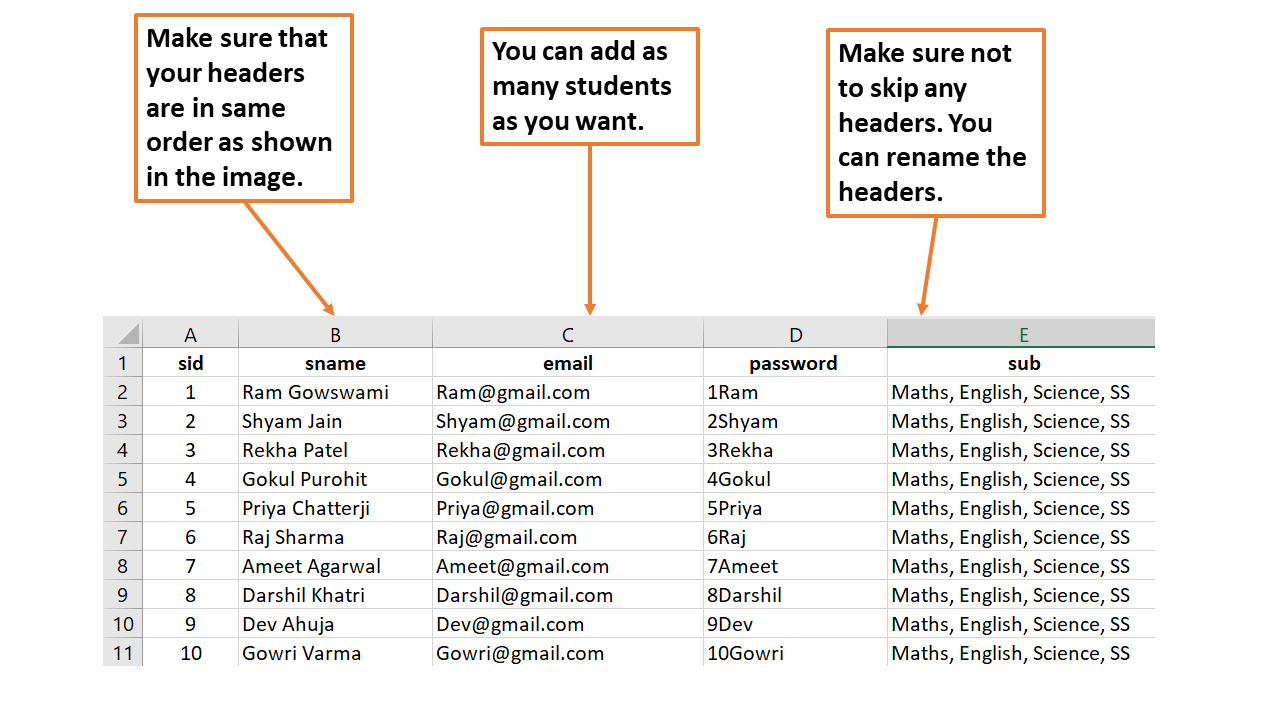 Make sure that
your headers
are in same
order as shown
in the image.
You can add as
many students
as you want.
Make sure not
to skip any
headers. You
can rename the
headers.
A B C D E
1 sid sname email password sub
2 1 Ram Gowswami Ram@gmail.com 1Ram Maths, English, Science, SS
3 2 Shyam Jain Shyam@gmail.com 2Shyam Maths, English, Science, SS
4 3 Rekha Patel Rekha@gmail.com 3Rekha Maths, English, Science, SS
5 4 Gokul Purohit Gokul@gmail.com 4Gokul Maths, English, Science, SS
6 5 Priya Chatterji Priya@gmail.com 5Priya Maths, English, Science, SS
7 6 Raj Sharma Raj@gmail.com 6Raj Maths, English, Science, SS
8 7 Ameet Agarwal Ameet@gmail.com 7Ameet Maths, English, Science, SS
9 8 Darshil Khatri Darshil@gmail.com 8Darshil Maths, English, Science, SS
10 9 Dev Ahuja Dev@gmail.com 9Dev Maths, English, Science, SS
11 10 Gowri Varma Gowri@gmail.com 10Gowri Maths, English, Science, SS